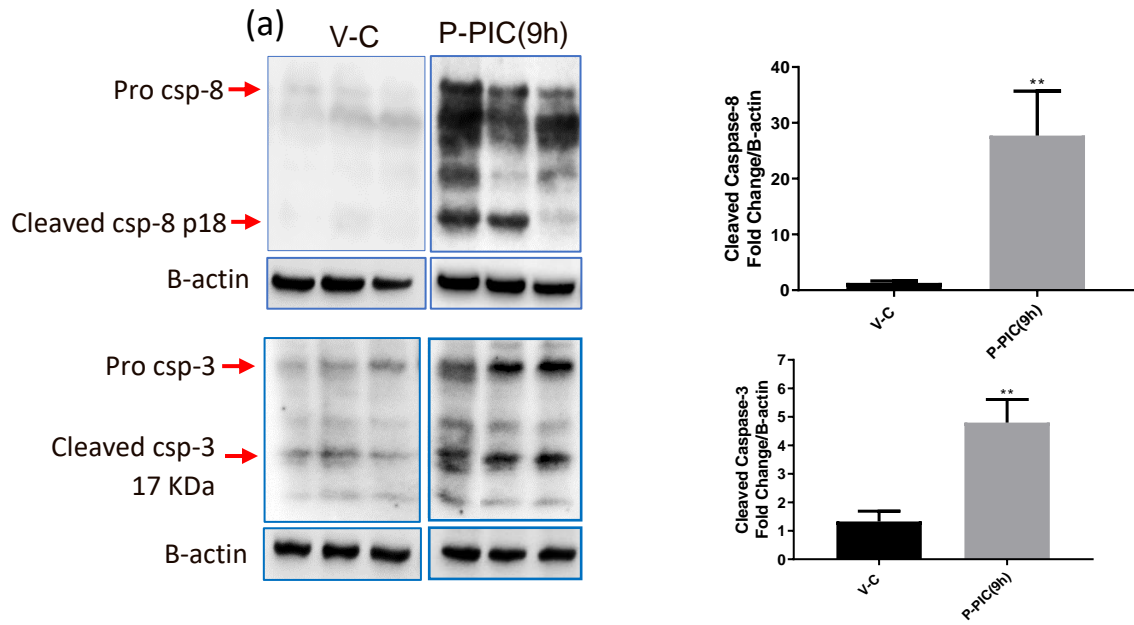 (a)
V-C P-PIC(9h)
Pro csp-8
Cleaved csp-8 p18
B-actin
Pro csp-3
Cleaved csp-3
17 KDa
B-actin
Cleaved Caspase-8
Fold Change/B-actin
40
30
20
10
0
**
V-C
P-PIC(9h)
Cleaved Caspase-3
Fold Change/B-actin
7
6
5
4
3
2
1
0
**
V-C
P-PIC(9h)